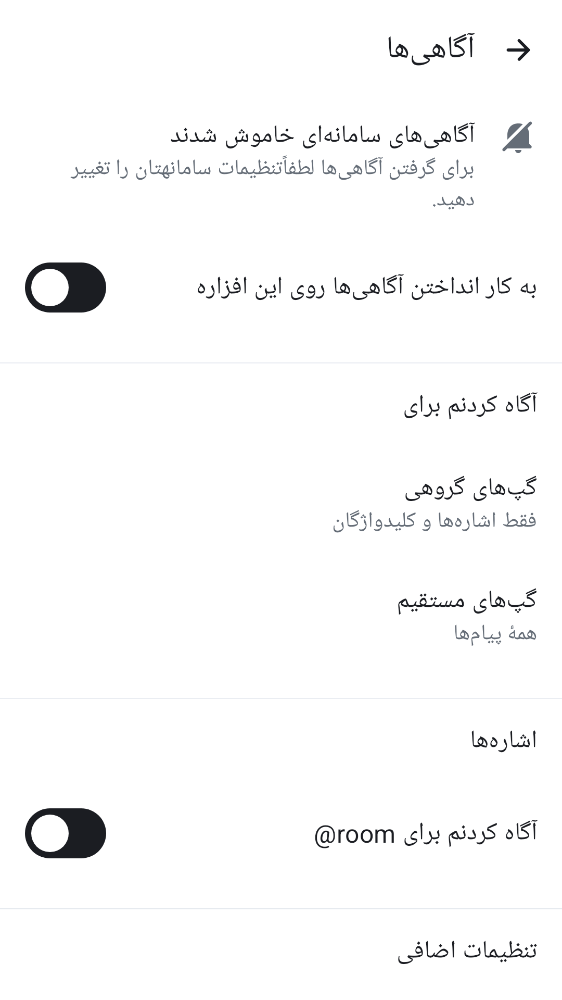 آگاهی‌ها
آگاهی‌های سامانه‌ای خاموش شدند
برای گرفتن آگاهی‌ها لطفاًتنظیمات سامانهتان را تغییر
دهید.
به کار انداختن آگاهی‌ها روی این افزاره
آگاه کردنم برای
گپ‌های گروهی
فقط اشاره‌ها و کلیدواژگان
گپ‌های مستقیم
همهٔ پیام‌ها
اشاره‌ها
آگاه کردنم برای @room
تنظیمات اضافی